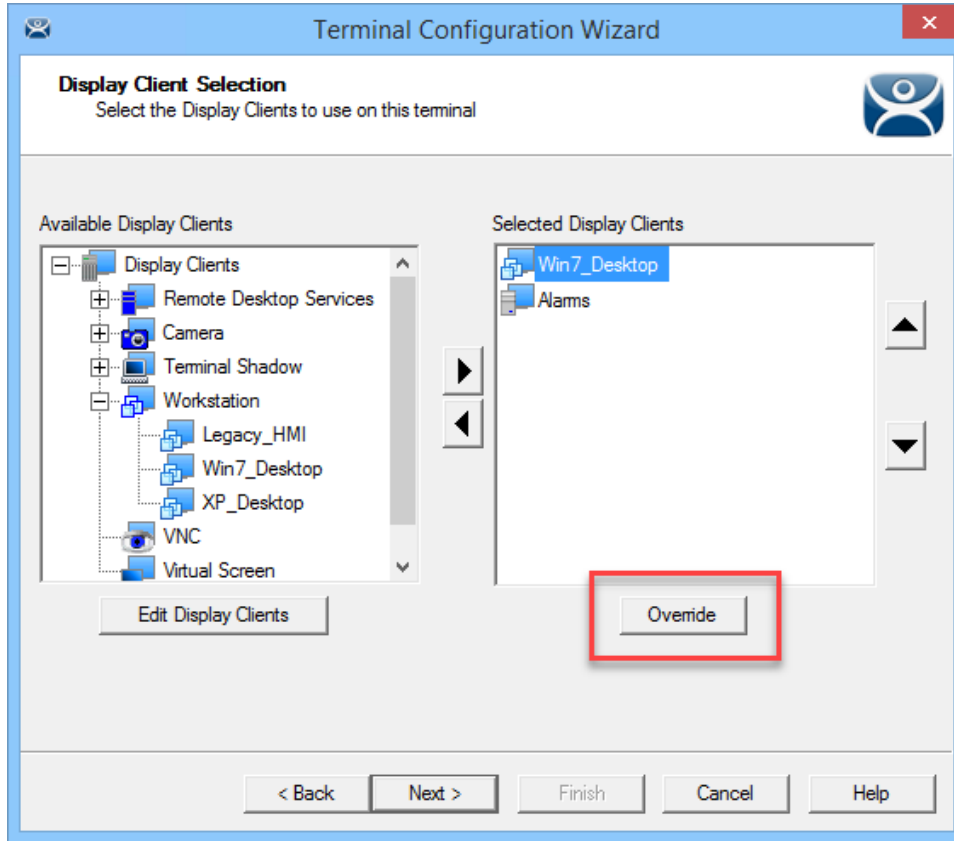 Terminal Configuration Wizard
Display Client Selection
Select the Display Clients to use on this terminal
Available Display Clients
Display Clients
Remote Desktop Services
Camera
Terminal Shadow
Workstation
Legacy_HMI
Win7_Desktop
XP_Desktop
VNC
Virtual Screen
Edit Display Clients
Selected Display Clients
Win7_Desktop
Alarms
Override
< Back
Next >
Finish
Cancel
Help